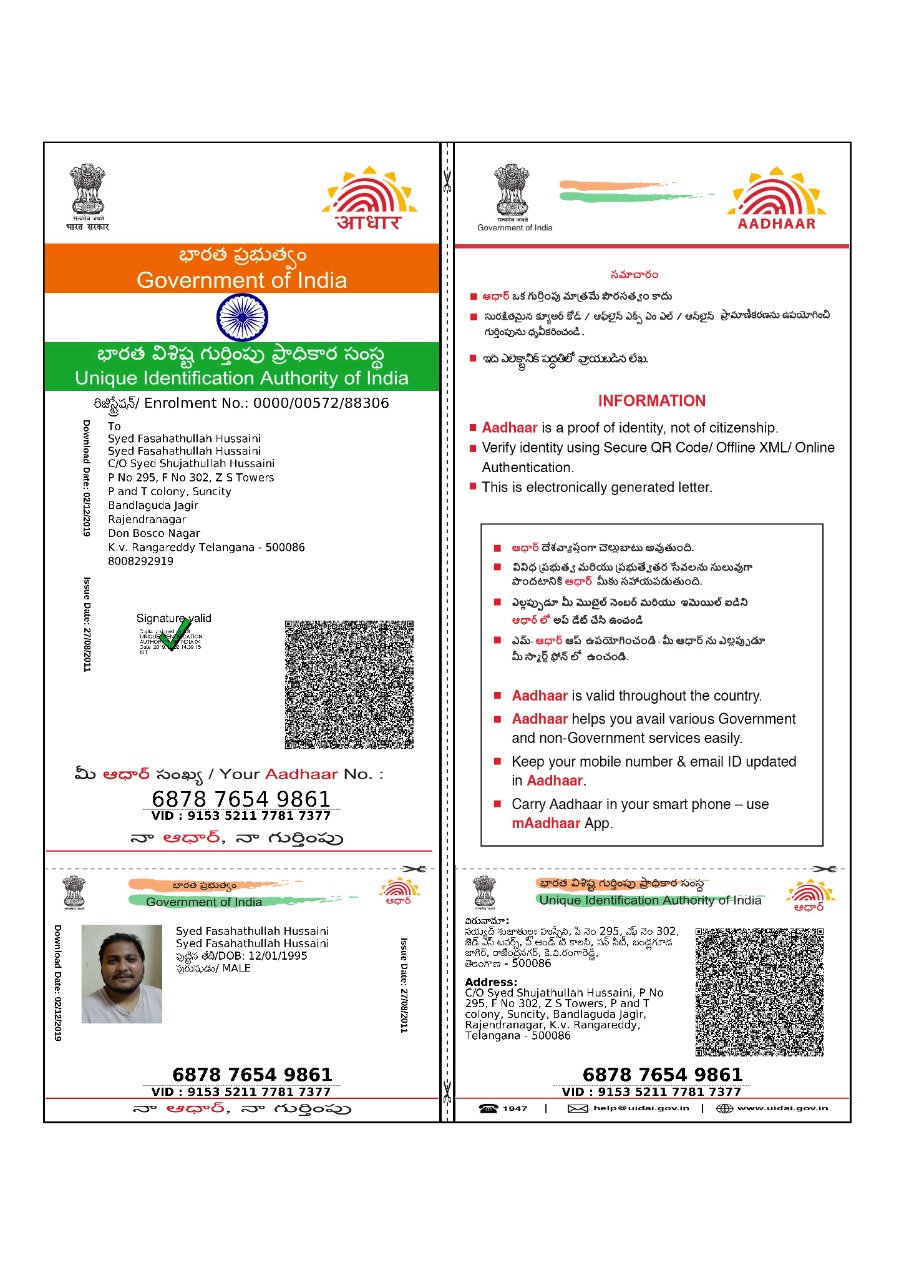 सत्यमेव जयते
भारत सरकार
आधार
భారత ప్రభుత్వం
Government of India
భారత విశిష్ట గుర్తింపు ప్రాధికార సంస్థ
Unique Identification Authority of India
రిజిస్ట్రేషన్/ Enrolment No.: 0000/00572/88306
Download Date: 02/12/2019
Issue Date: 27/08/2011
To
Syed Fasahathullah Hussaini
Syed Fasahathullah Hussaini
C/O Syed Shujathullah Hussaini
P No 295, F No 302, Z S Towers
P and T colony, Suncity
Bandlaguda Jagir
Rajendranagar
Don Bosco Nagar
K.v. Rangareddy Telangana - 500086
8008292919
Signature valid
మీ ఆధార్ సంఖ్య / Your Aadhaar No. :
6878 7654 9861
VID : 9153 5211 7781 7377
నా ఆధార్, నా గుర్తింపు
सत्यमेव जयते
Government of India
AADHAAR
సమాచారం
ఆధార్ ఒక గుర్తింపు మాత్రమే పౌరసత్వం కాదు
సురక్షితమైన క్యూఆర్ కోడ్ / ఆఫ్‌లైన్ ఎక్స్ ఎం ఎల్ / ఆన్‌లైన్ ప్రామాణికరణను ఉపయోగించి
గుర్తింపును ధృవీకరించండి.
ఇది ఎలెక్ట్రానిక్ పద్ధతిలో వ్రాయబడిన లేఖ.
INFORMATION
Aadhaar is a proof of identity, not of citizenship.
Verify identity using Secure QR Code/ Offline XML/ Online
Authentication.
This is electronically generated letter.
ఆధార్ దేశవ్యాప్తంగా చెల్లుబాటు అవుతుంది.
వివిధ ప్రభుత్వ మరియు ప్రభుత్వేతర సేవలను సులువుగా
పొందటానికి ఆధార్ మీకు సహాయపడుతుంది.
ఎల్లప్పుడూ మీ మొబైల్ నెంబర్ మరియు ఇమెయిల్ ఐడిని
ఆధార్ లో అప్ డేట్ చేసి ఉంచండి
ఎమ్- ఆధార్ ఆప్ ఉపయోగించండి - మీ ఆధార్ ను ఎల్లప్పుడూ
మీ స్మార్ట్ ఫోన్ లో ఉంచండి.
Aadhaar is valid throughout the country.
Aadhaar helps you avail various Government
and non-Government services easily.
Keep your mobile number & email ID updated
in Aadhaar.
Carry Aadhaar in your smart phone – use
mAadhaar App.
భారత ప్రభుత్వం
Government of India
ఆధార్
Download Date: 02/12/2019
Syed Fasahathullah Hussaini
Syed Fasahathullah Hussaini
పుట్టిన తేదీ/DOB: 12/01/1995
పురుషుడు/ MALE
Issue Date: 27/08/2011
6878 7654 9861
VID : 9153 5211 7781 7377
నా ఆధార్, నా గుర్తింపు
భారత విశిష్ట గుర్తింపు ప్రాధికార సంస్థ
Unique Identification Authority of India
ఆధార్
చిరునామా:
పి నెం 295, ఎఫ్ నెం 302,
జెడ్ ఎస్ టవర్స్, పి అండ్ టి కాలనీ, సన్ సిటీ, బండ్లగూడ
జాగీర్, రాజేంద్రనగర్, కె.వి.రంగారెడ్డి,
తెలంగాణ - 500086
Address:
C/O Syed Shujathullah Hussaini, P No
295, F No 302, Z S Towers, P and T
colony, Suncity, Bandlaguda Jagir,
Rajendranagar, K.v. Rangareddy,
Telangana - 500086
6878 7654 9861
VID : 9153 5211 7781 7377
1947 | help@uidai.gov.in | www.uidai.gov.in